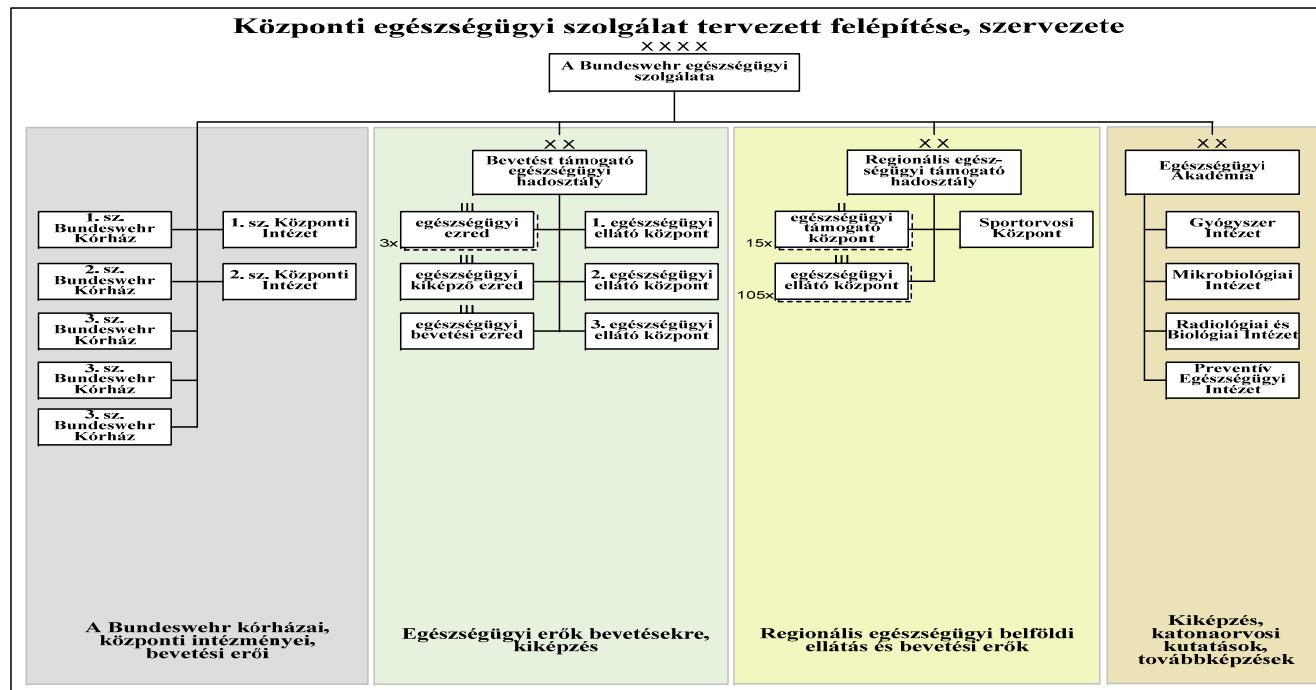 Központi egészségügyi szolgálat tervezett felépítése, szervezete
X X X X
A Bundeswehr egészségügyi
szolgálata
1. sz.
Bundeswehr
Kórház
1. sz. Központi
Intézet
2. sz.
Bundeswehr
Kórház
2. sz. Központi
Intézet
3. sz.
Bundeswehr
Kórház
3. sz.
Bundeswehr
Kórház
3. sz.
Bundeswehr
Kórház
A Bundeswehr kórházai,
központi intézményei,
bevetési erői
X X
Bevetést támogató
egészségügyi
hadosztály
III
egészségügyi
ezred
3x
1. egészségügyi
ellátó központ
III
egészségügyi
kiképző ezred
2. egészségügyi
ellátó központ
III
egészségügyi
bevetési ezred
3. egészségügyi
ellátó központ
Egészségügyi erők bevetésekre,
kiképzés
X X
Regionális egész-
ségügyi támogató
hadosztály
II
egészségügyi
támogató
központ
15x
Sportorvosi
Központ
III
egészségügyi
ellátó központ
105x
Regionális egészségügyi belföldi
ellátás és bevetési erők
X X
Egészségügyi
Akadémia
Gyógyszer
Intézet
Mikrobiológiai
Intézet
Radiológiai és
Biológiai Intézet
Preventív
Egészségügyi
Intézet
Kiképzés,
katonaorvosi
kutatások,
továbbképzések